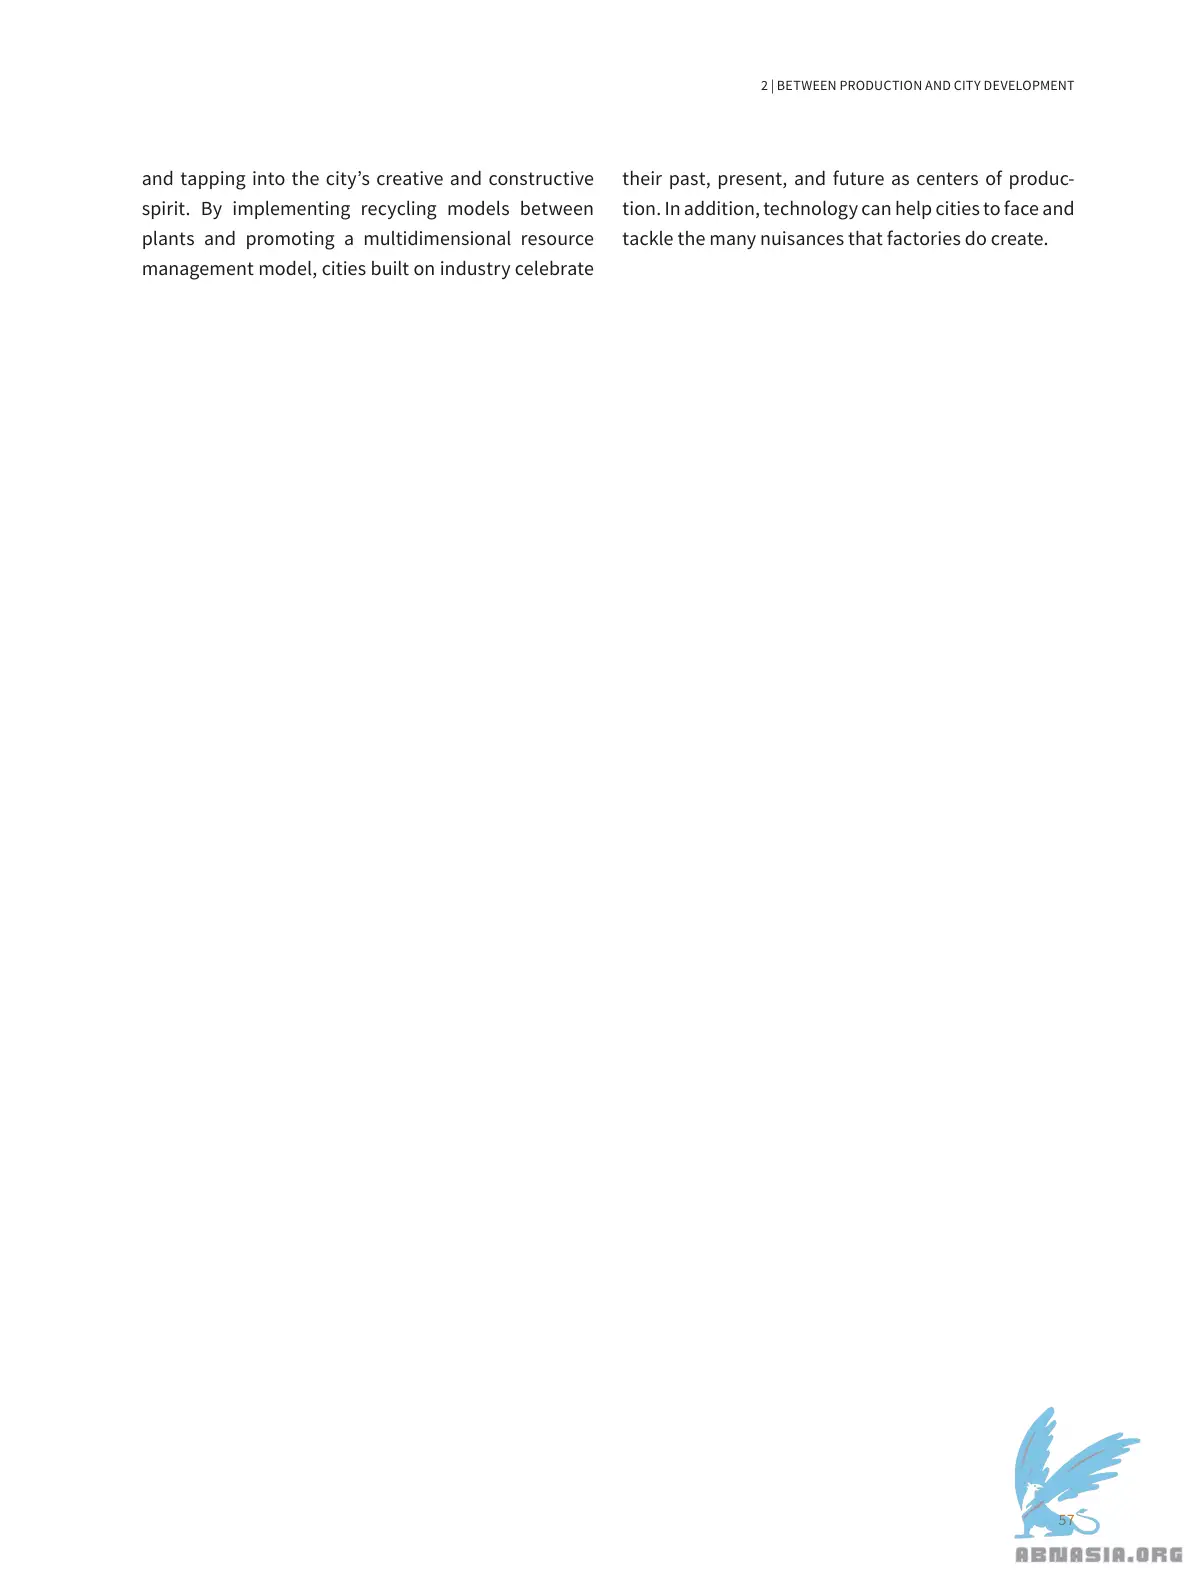 2 | BETWEEN PRODUCTION AND CITY DEVELOPMENT
and tapping into the city’s creative and constructive
spirit. By implementing recycling models between
plants and promoting a multidimensional resource
management model, cities built on industry celebrate
their past, present, and future as centers of produc-
tion. In addition, technology can help cities to face and
tackle the many nuisances that factories do create.
57
ABNASIA.ORG